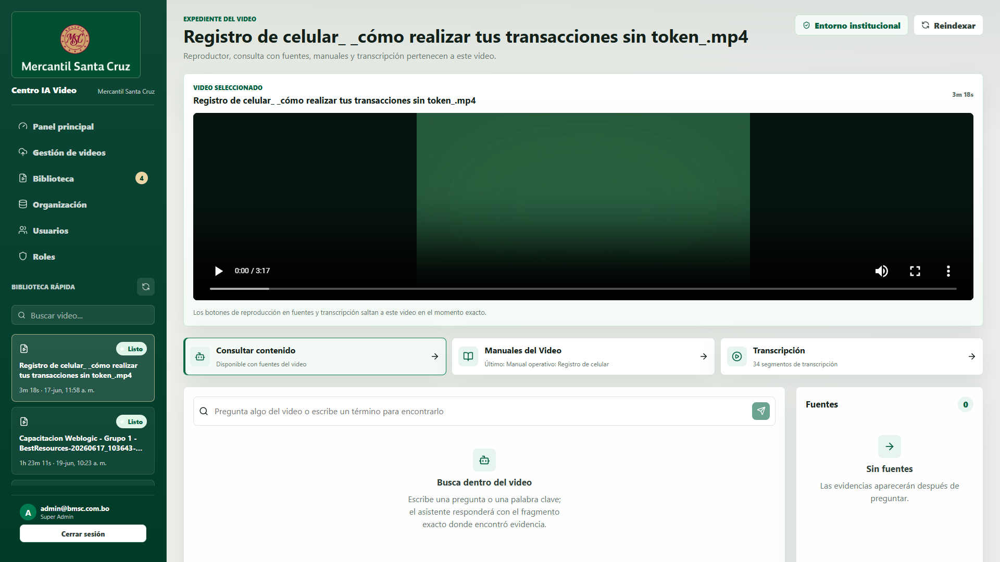 BOLIVIA
MSC
1905
Mercantil Santa Cruz
Centro IA Video
Mercantil Santa Cruz
Panel principal
Gestión de videos
Biblioteca
4
Organización
Usuarios
Roles
BIBLIOTECA RÁPIDA
Buscar video...
Listo
Registro de celular_ _cómo realizar
tus transacciones sin token_.mp4
3m 18s · 17-jun, 11:58 a. m.
Listo
Capacitacion Weblogic - Grupo 1 -
BestResources-20260617_103643-...
1h 23m 11s · 19-jun, 10:23 a. m.
A
admin@bmsc.com.bo
Super Admin
Cerrar sesión
EXPEDIENTE DEL VIDEO
Registro de celular_ _cómo realizar tus transacciones sin token_.mp4
Reproductor, consulta con fuentes, manuales y transcripción pertenecen a este video.
Entorno institucional
Reindexar
VIDEO SELECCIONADO
Registro de celular_ _cómo realizar tus transacciones sin token_.mp4
3m 18s
0:00 / 3:17
Los botones de reproducción en fuentes y transcripción saltan a este video en el momento exacto.
Consultar contenido
Disponible con fuentes del video
Manuales del Video
Último: Manual operativo: Registro de celular
Transcripción
34 segmentos de transcripción
Pregunta algo del video o escribe un término para encontrarlo
Busca dentro del video
Escribe una pregunta o una palabra clave;
el asistente responderá con el fragmento
exacto donde encontró evidencia.
Fuentes
0
Sin fuentes
Las evidencias aparecerán después de
preguntar.